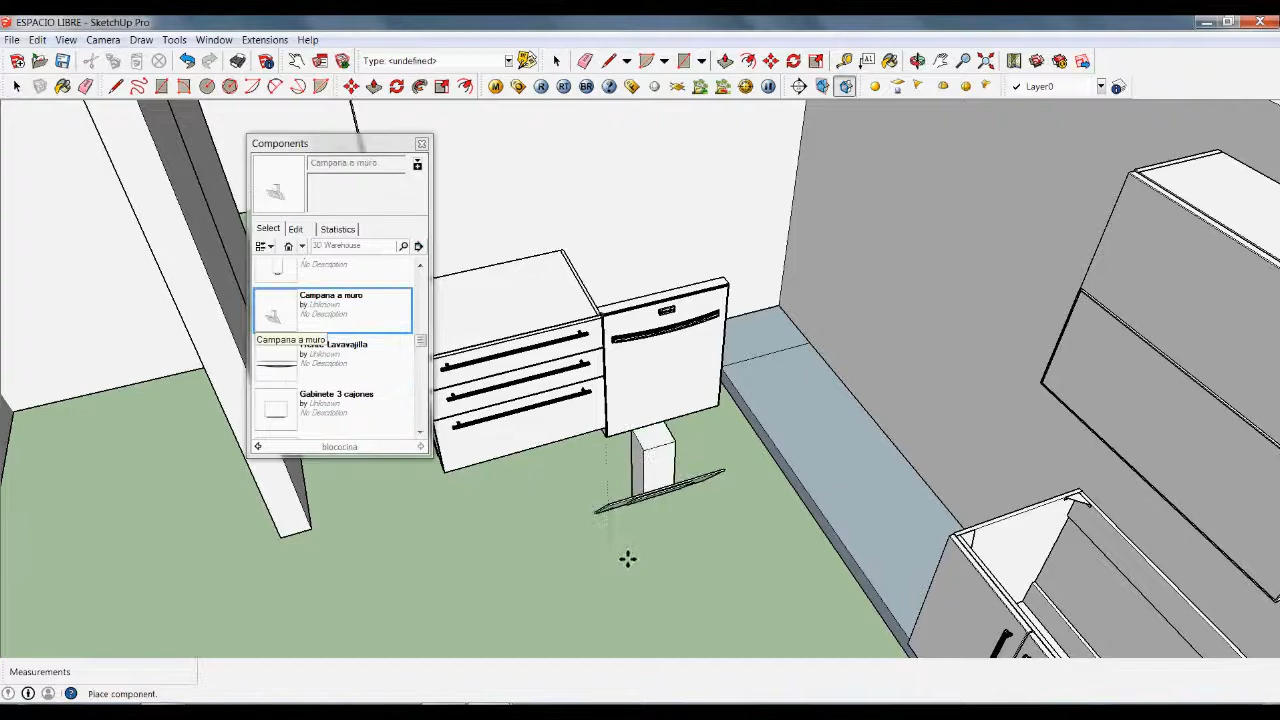 ESPACIO LIBRE - SketchUp Pro
File Edit View Camera Draw Tools Window Extensions Help
Type: <undefined>
M R RT BR
Layer0
Components
Campana a muro
Select Edit Statistics
3D Warehouse
No Description
Campana a muro
by Unknown
No Description
Campana a muro
Lavavajilla
by Unknown
No Description
Gabinete 3 cajones
by Unknown
No Description
blococina
Measurements
Place component.